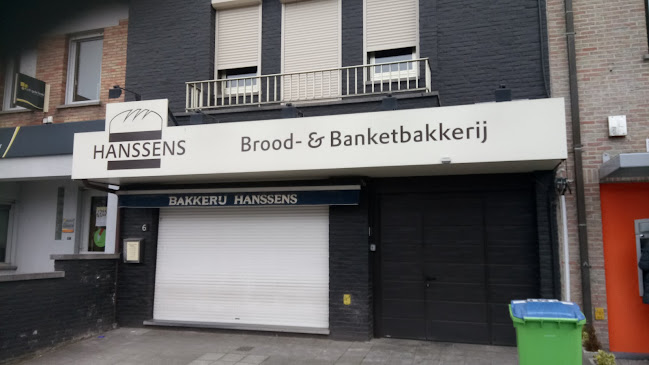 HANSSENS
Brood- & Banketbakkerij
BAKKERIJ HANSSENS
6